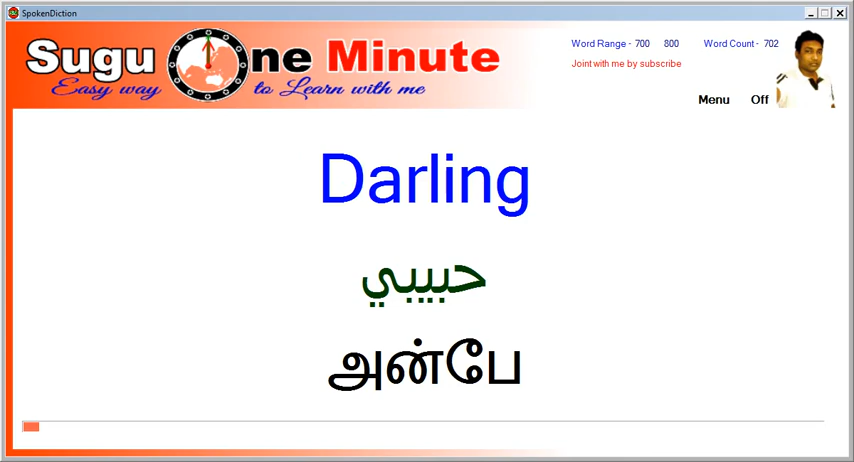 SpokenDiction
Sugu One Minute
Easy way to Learn with me
Word Range - 700 800 Word Count - 702
Joint with me by subscribe
Menu Off
Darling
حبيبي
அன்பே